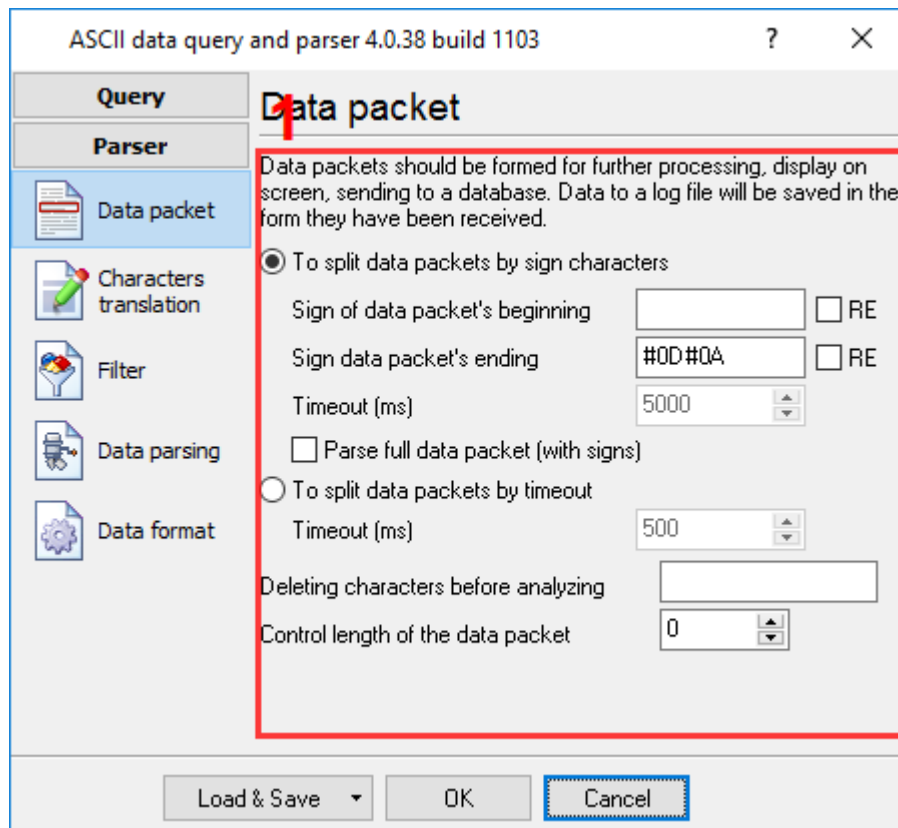 ASCII data query and parser 4.0.38 build 1103
?
Query
Parser
Data packet
Characters
translation
Filter
Data parsing
Data format
Data packet
1
Data packets should be formed for further processing, display on
screen, sending to a database. Data to a log file will be saved in the
form they have been received.
To split data packets by sign characters
Sign of data packet's beginning
RE
Sign data packet's ending
#0D#0A
RE
Timeout (ms)
5000
Parse full data packet (with signs)
To split data packets by timeout
Timeout (ms)
500
Deleting characters before analyzing
Control length of the data packet
0
Load & Save
OK
Cancel